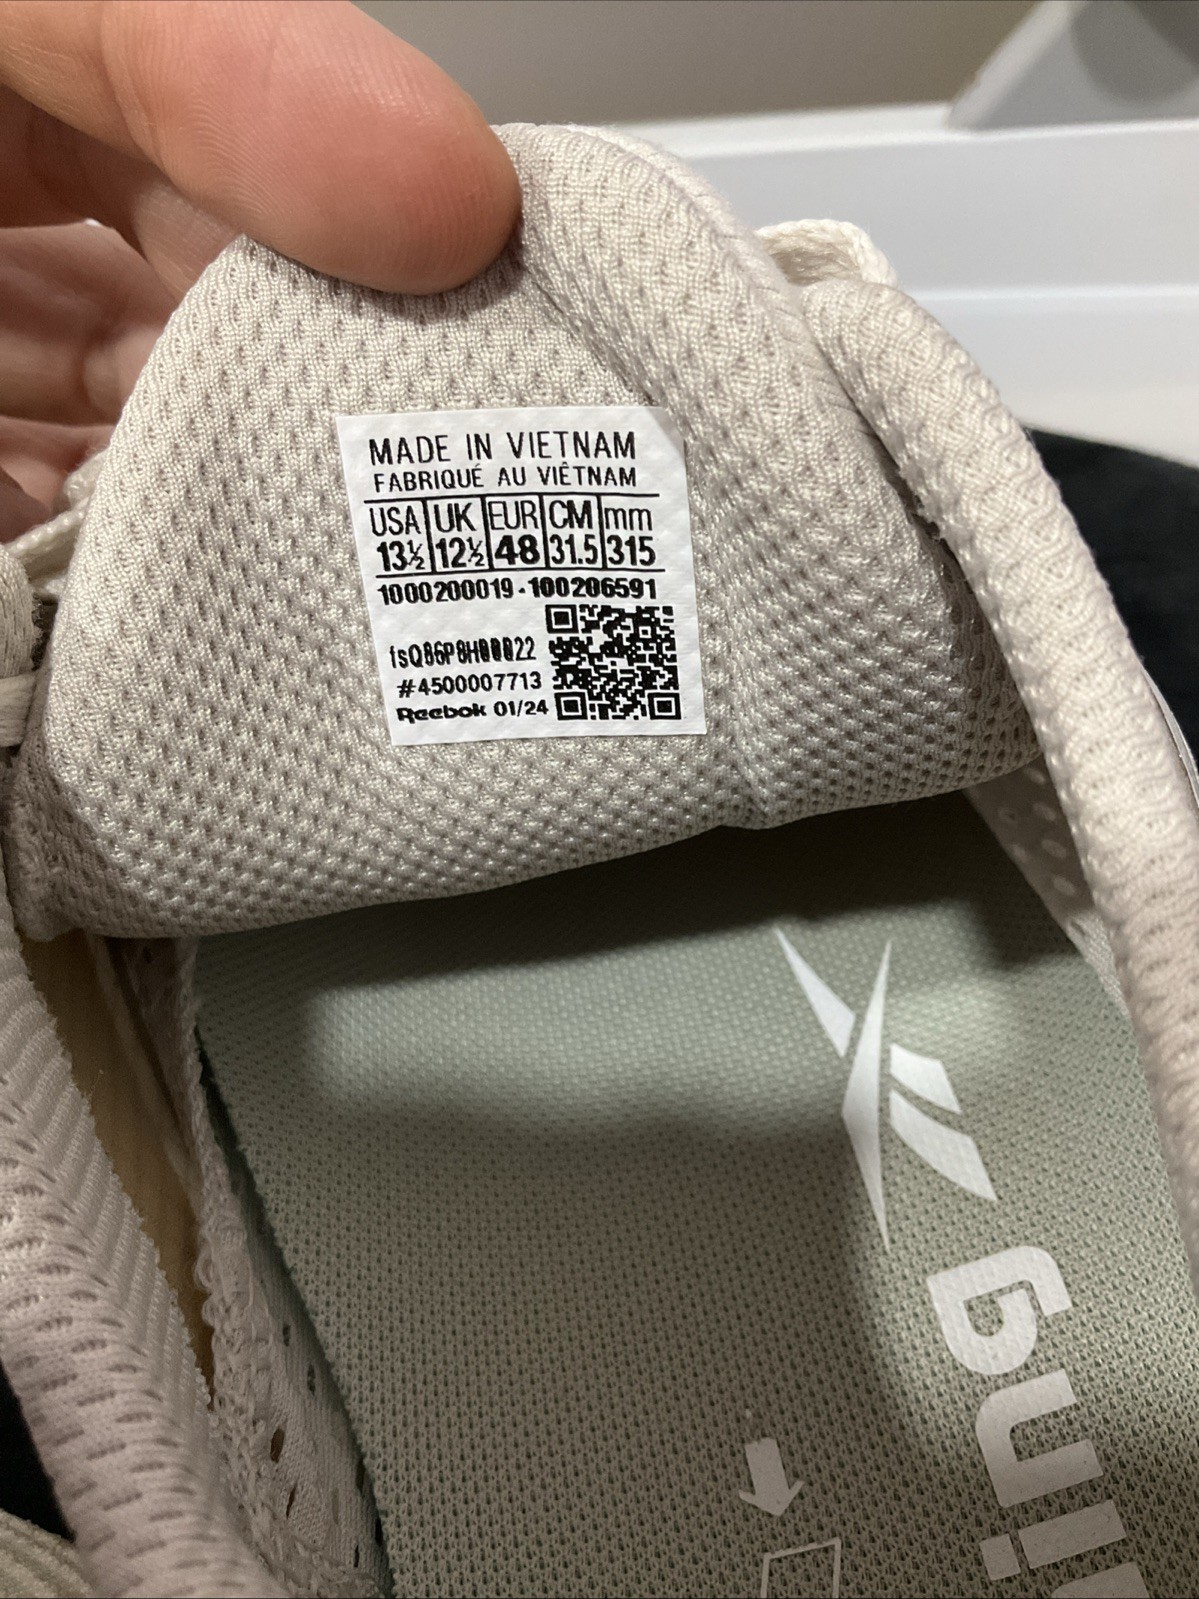 MADE IN VIETNAM
FABRIQUÉ AU VIÊTNAM
USA UK EUR CM mm
13½ 12½ 48 31.5 315
1000200019-100206591
#4500007713
Reebok 01/24